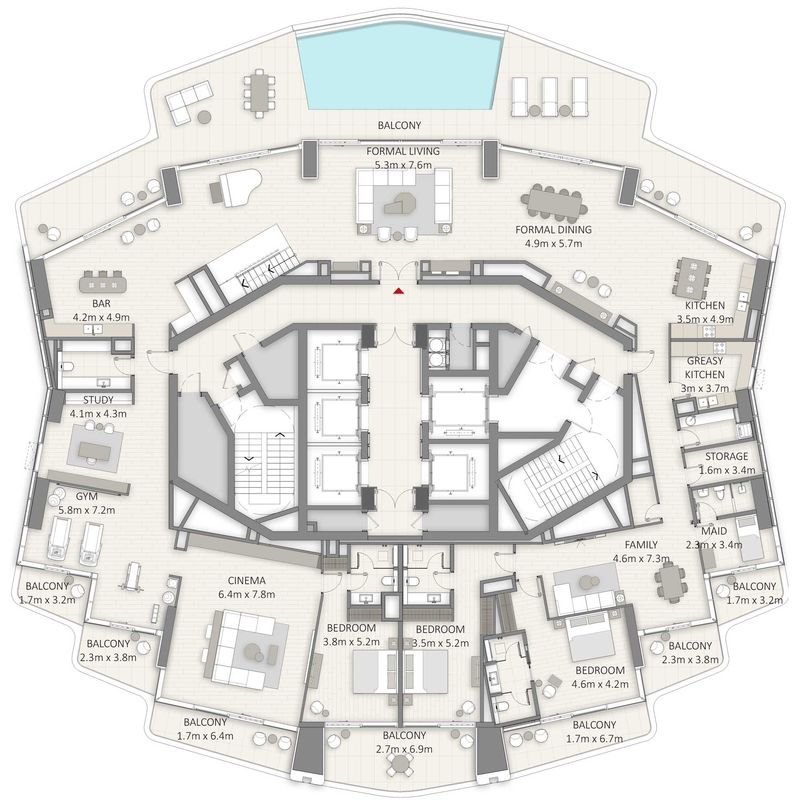 BALCONY
FORMAL LIVING
5.3m x 7.6m
FORMAL DINING
4.9m x 5.7m
BAR
4.2m x 4.9m
KITCHEN
3.5m x 4.9m
GREASY
KITCHEN
3m x 3.7m
STUDY
4.1m x 4.3m
STORAGE
1.6m x 3.4m
GYM
5.8m x 7.2m
MAID
2.3m x 3.4m
FAMILY
4.6m x 7.3m
BALCONY
1.7m x 3.2m
CINEMA
6.4m x 7.8m
BALCONY
1.7m x 3.2m
BEDROOM
3.8m x 5.2m
BEDROOM
3.5m x 5.2m
BALCONY
2.3m x 3.8m
BALCONY
2.3m x 3.8m
BEDROOM
4.6m x 4.2m
BALCONY
1.7m x 6.4m
BALCONY
2.7m x 6.9m
BALCONY
1.7m x 6.7m